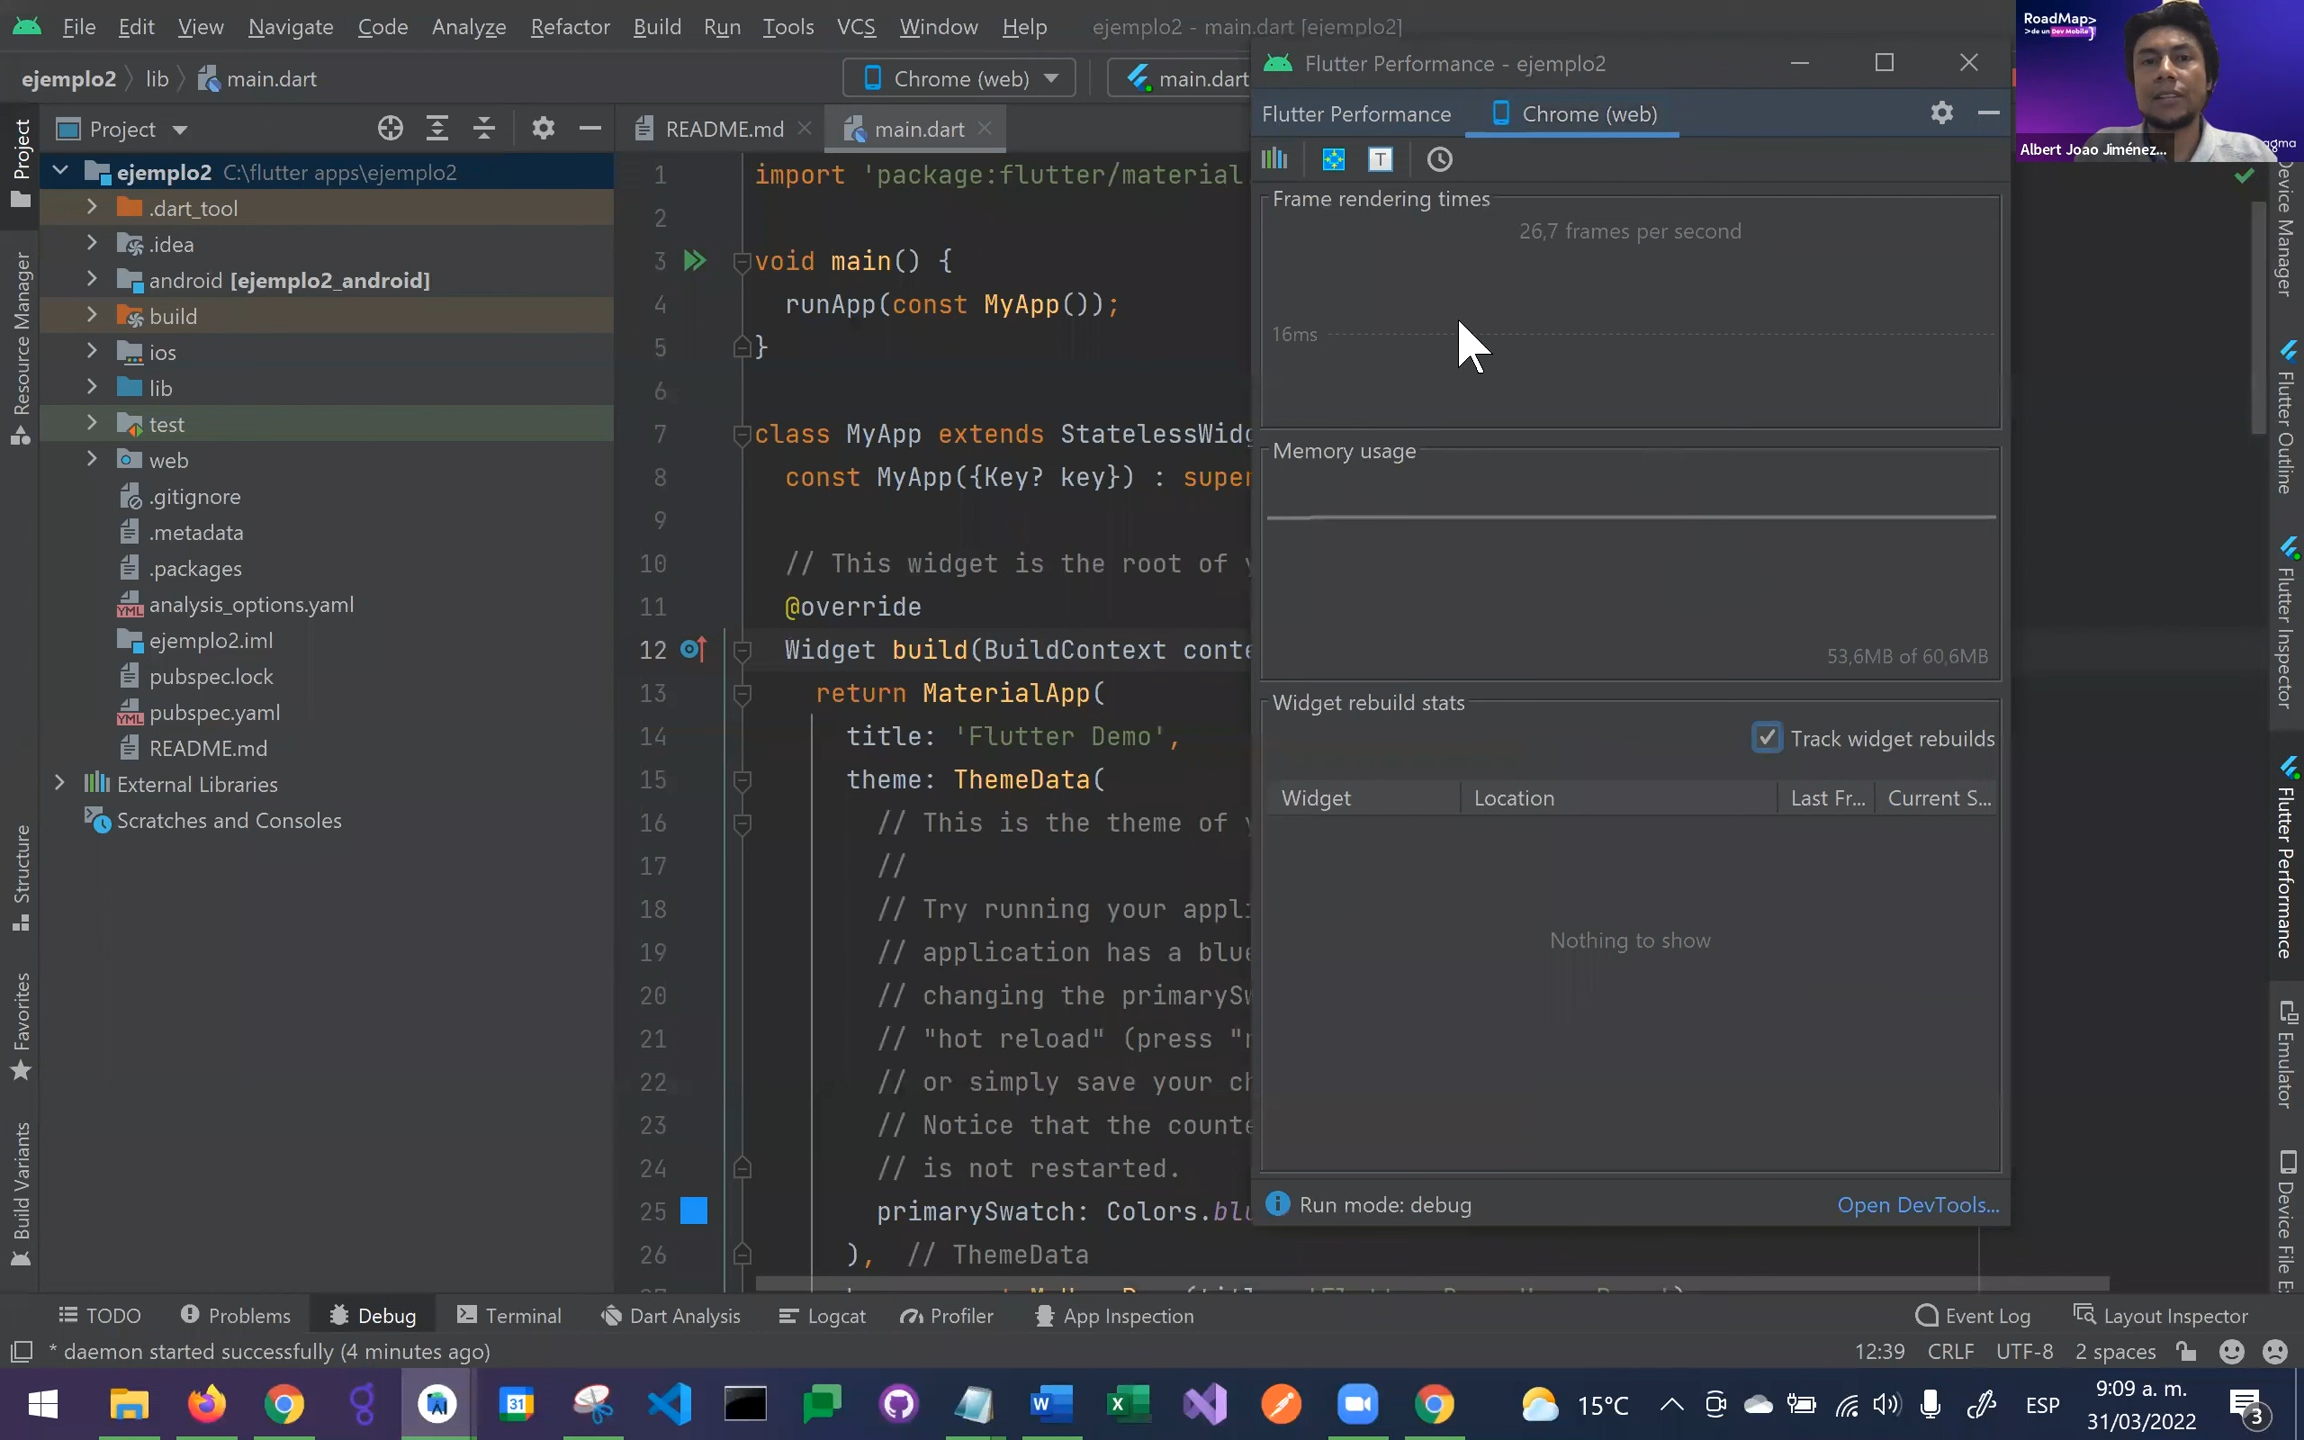 File Edit View Navigate Code Analyze Refactor Build Run Tools VCS Window Help ejemplo2 - main.dart [ejemplo2]
ejemplo2 lib main.dart Chrome (web) main.dart
Project
README.md main.dart
ejemplo2 C:\flutter apps\ejemplo2
.dart_tool
.idea
android [ejemplo2_android]
build
ios
lib
test
web
.gitignore
.metadata
.packages
analysis_options.yaml
ejemplo2.iml
pubspec.lock
pubspec.yaml
README.md
External Libraries
Scratches and Consoles
Project
Resource Manager
Structure
Favorites
Build Variants
1 import 'package:flutter/material
2
3 void main() {
4 runApp(const MyApp());
5 }
6
7 class MyApp extends StatelessWidg
8 const MyApp({Key? key}) : super
9
10 // This widget is the root of y
11 @override
12 Widget build(BuildContext conte
13 return MaterialApp(
14 title: 'Flutter Demo',
15 theme: ThemeData(
16 // This is the theme of y
17 //
18 // Try running your appli
19 // application has a blue
20 // changing the primarySw
21 // "hot reload" (press "r
22 // or simply save your ch
23 // Notice that the counte
24 // is not restarted.
25 primarySwatch: Colors.blu
26 ), // ThemeData
Flutter Performance - ejemplo2
Flutter Performance Chrome (web)
T
Frame rendering times
26,7 frames per second
16ms
Memory usage
53,6MB of 60,6MB
Widget rebuild stats
Track widget rebuilds
Widget Location Last Fr... Current S...
Nothing to show
Run mode: debug Open DevTools...
RoadMap>
>de un Dev Mobile}
Albert Joao Jiménez...
agma
Device Manager
Flutter Outline
Flutter Inspector
Flutter Performance
Emulator
Device File E
TODO Problems Debug Terminal Dart Analysis Logcat Profiler App Inspection Event Log Layout Inspector
* daemon started successfully (4 minutes ago) 12:39 CRLF UTF-8 2 spaces
15°C ESP 9:09 a. m.
31/03/2022 3